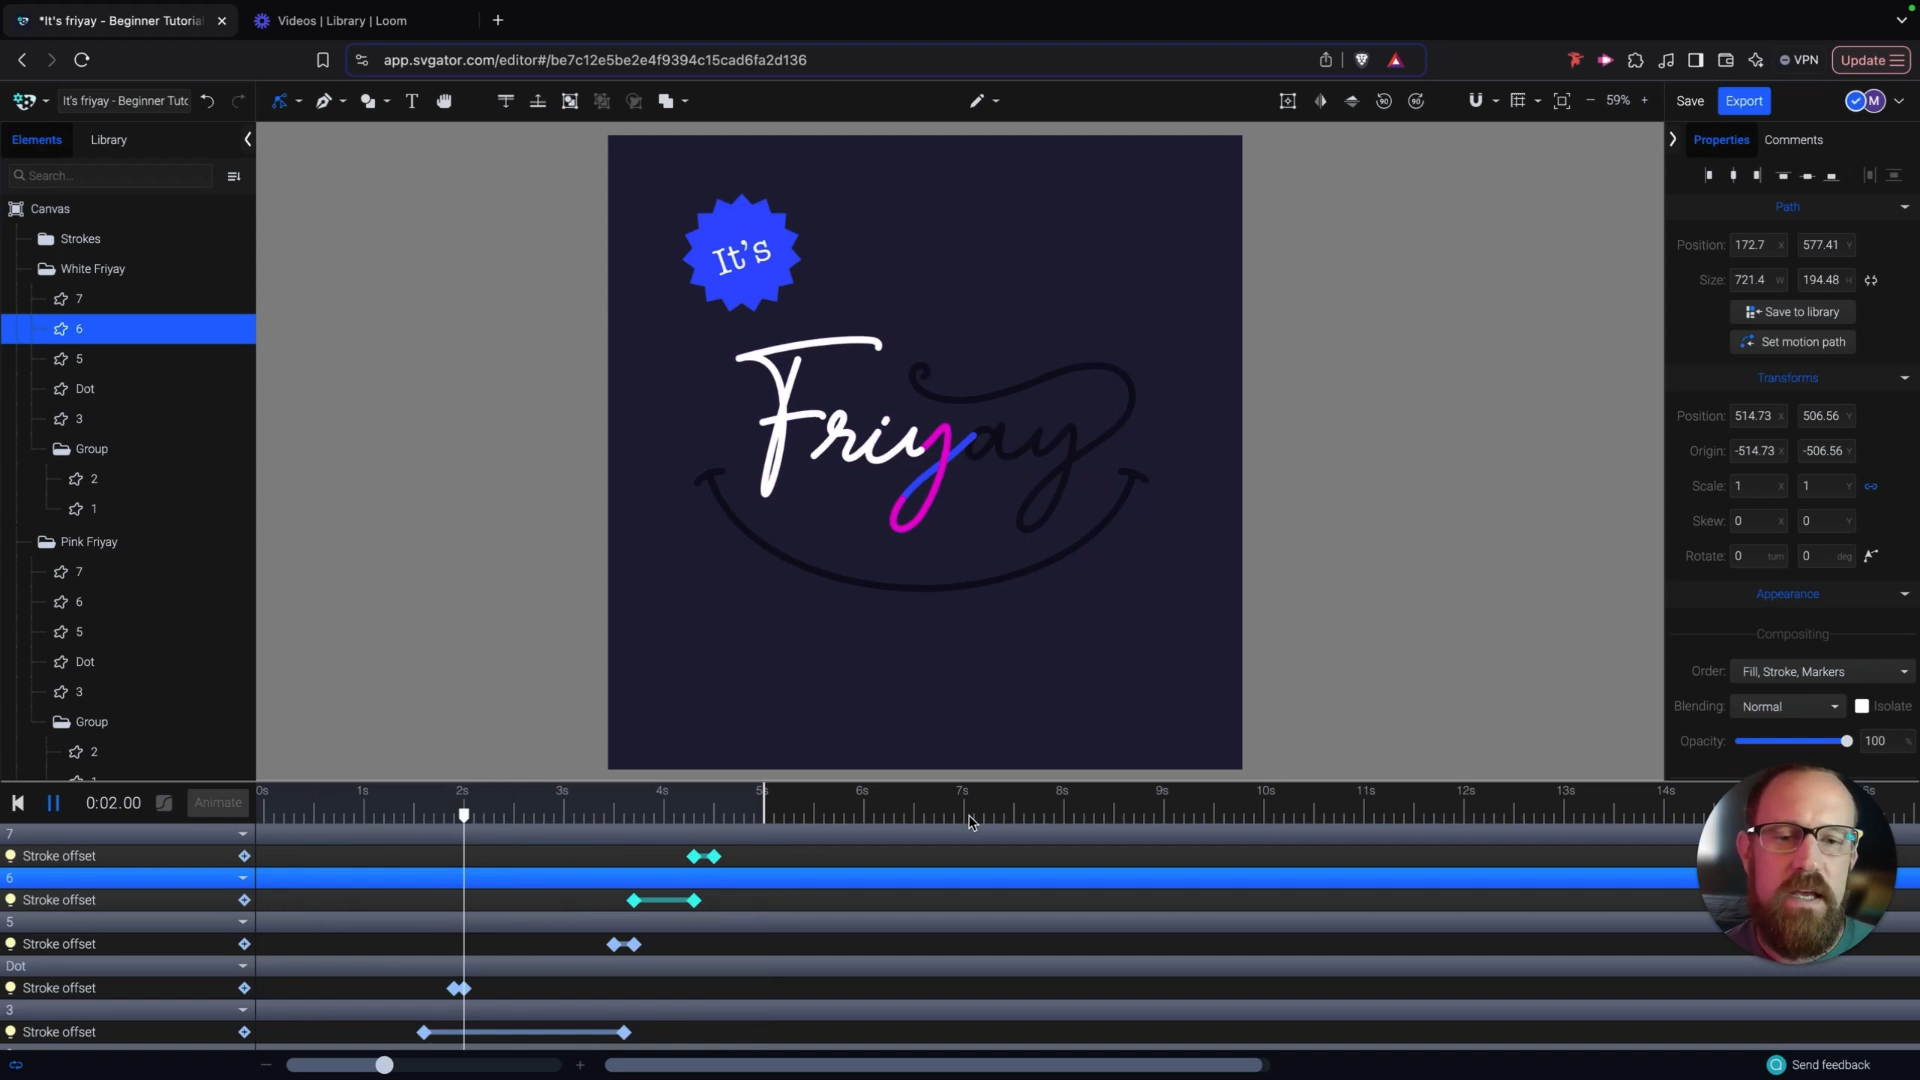 *It's friyay - Beginner Tutoria
Videos | Library | Loom
app.svgator.com/editor#/be7c12e5be2e4f9394c15cad6fa2d136
VPN
Update
It's friyay - Beginner Tutc
59%
Save
Export
M
Elements
Library
Search...
Canvas
Strokes
White Friyay
7
6
5
Dot
3
Group
2
1
Pink Friyay
7
6
5
Dot
3
Group
2
It's
Friyay
Properties
Comments
Path
Position: 172.7 X 577.41 Y
Size: 721.4 W 194.48 H
Save to library
Set motion path
Transforms
Position: 514.73 X 506.56 Y
Origin: -514.73 X -506.56 Y
Scale: 1 X 1 Y
Skew: 0 X 0 Y
Rotate: 0 turn 0 deg
Appearance
Compositing
Order: Fill, Stroke, Markers
Blending: Normal Isolate
Opacity: 100 %
0:02.00
Animate
0s 1s 2s 3s 4s 5s 6s 7s 8s 9s 10s 11s 12s 13s 14s
7
Stroke offset
6
Stroke offset
5
Stroke offset
Dot
Stroke offset
3
Stroke offset
Send feedback